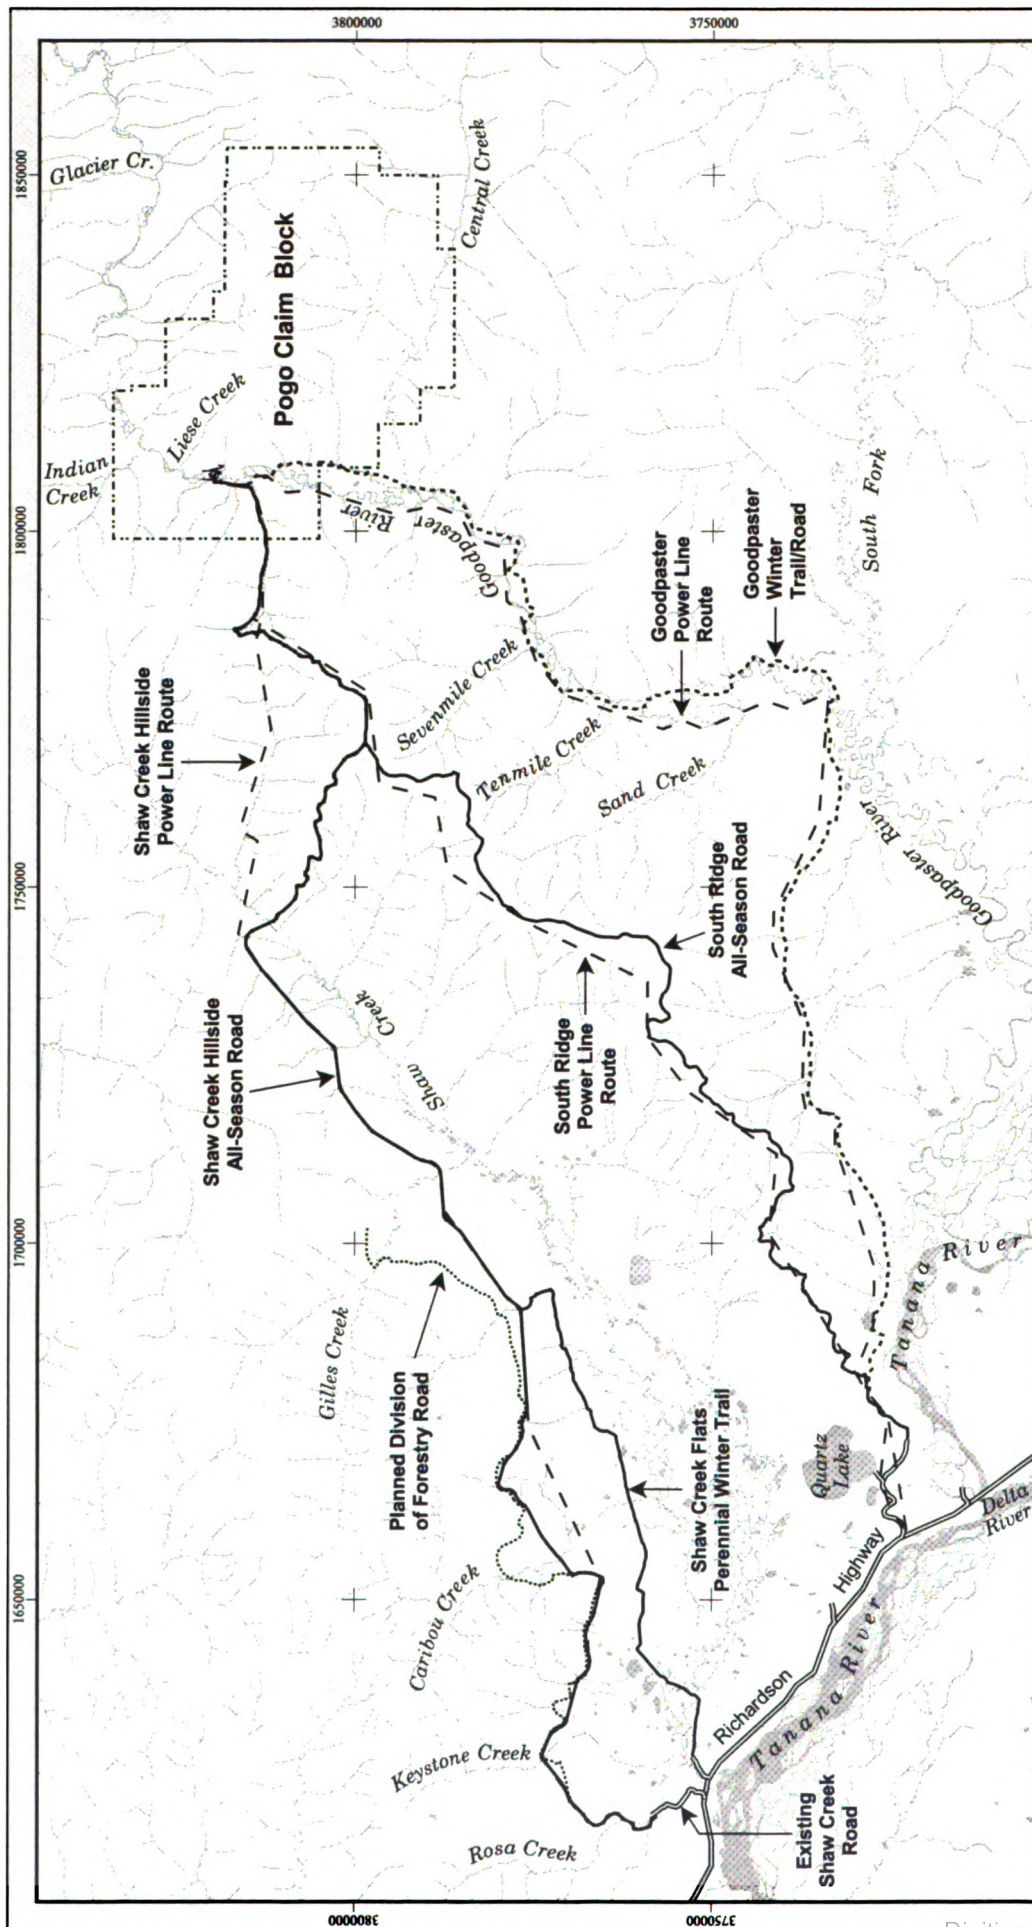 3800000
3750000
1850000
1800000
1750000
1700000
1650000
3800000
3750000
Glacier Cr.
Central Creek
Pogo Claim Block
Liese Creek
Indian
Creek
Goodpaster
River
South Fork
Goodpaster
Winter
Trail/Road
Goodpaster
Power Line
Route
Shaw Creek Hillside
Power Line Route
Sevenmile Creek
Tenmile Creek
Sand Creek
Goodpaster River
South Ridge
All-Season Road
South Ridge
Power Line
Route
Shaw Creek Hillside
All-Season Road
Shaw
Creek
Gilles Creek
Planned Division
of Forestry Road
Tanana River
Shaw Creek Flats
Perennial Winter Trail
Quartz
Lake
Delta
River
Caribou Creek
Richardson
Highway
Tanana River
Keystone Creek
Rosa Creek
Existing
Shaw Creek
Road